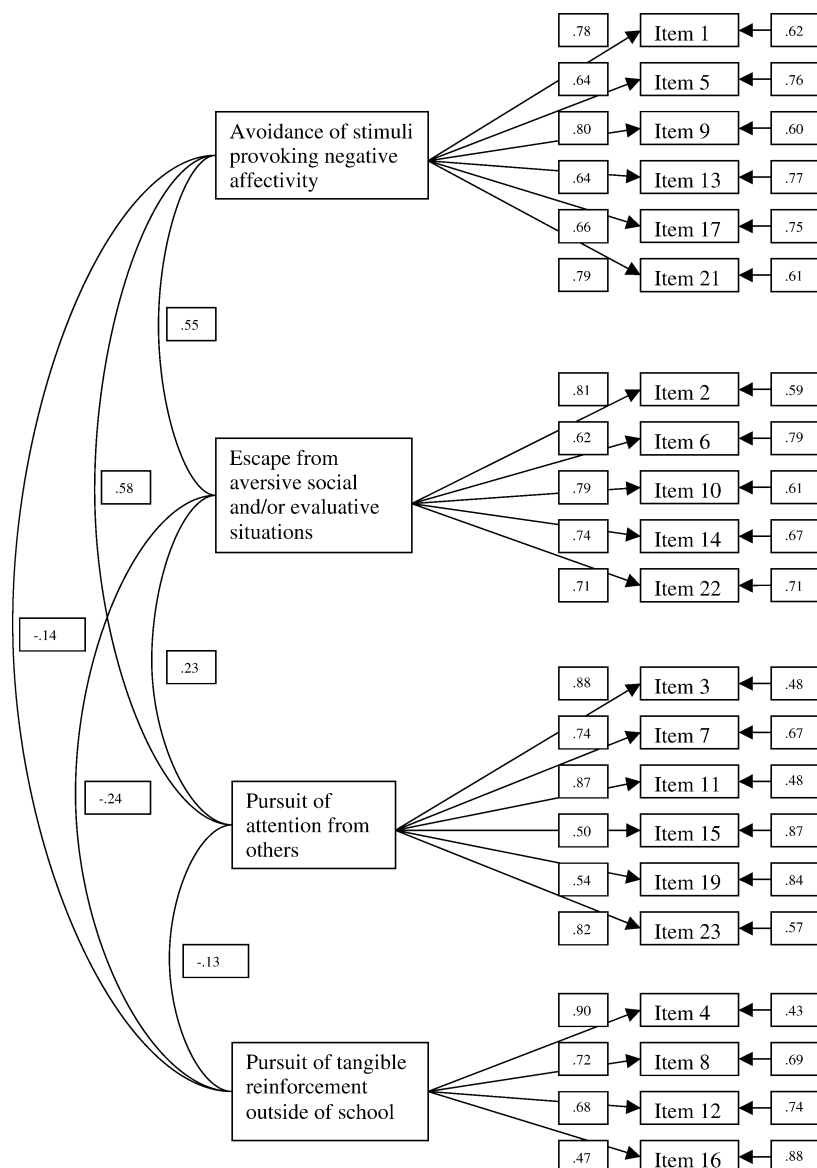 .78 Item 1 .62
.64 Item 5 .76
Avoidance of stimuli
provoking negative
affectivity
.80 Item 9 .60
.64 Item 13 .77
.66 Item 17 .75
.79 Item 21 .61
.55
.81 Item 2 .59
.62 Item 6 .79
Escape from
aversive social
and/or evaluative
situations
.58
.79 Item 10 .61
.74 Item 14 .67
.71 Item 22 .71
-.14
.23
.88 Item 3 .48
.74 Item 7 .67
-.24
Pursuit of
attention from
others
.87 Item 11 .48
.50 Item 15 .87
.54 Item 19 .84
.82 Item 23 .57
-.13
.90 Item 4 .43
Pursuit of tangible
reinforcement
outside of school
.72 Item 8 .69
.68 Item 12 .74
.47 Item 16 .88